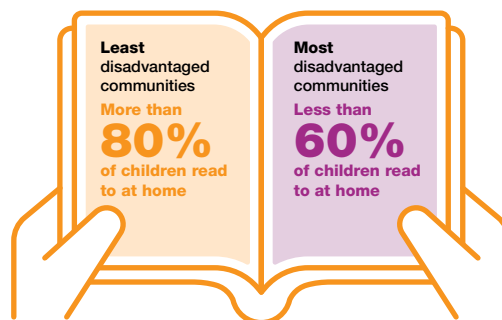 Least
disadvantaged
communities
More than
80%
of children read
to at home
Most
disadvantaged
communities
Less than
60%
of children read
to at home